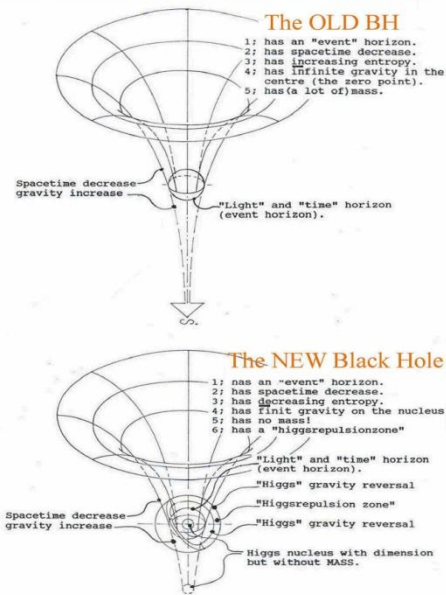 The OLD BH
1; has an "event" horizon.
2; has spacetime decrease.
3; has increasing entropy.
4; has infinite gravity in the
centre (the zero point).
5; has(a lot of)mass.
Spacetime decrease
gravity increase
"Light" and "time" horizon
(event horizon).
S.
The NEW Black Hole
1; has an "event" horizon.
2; has spacetime decrease.
3; has decreasing entropy.
4; has finit gravity on the nucleus
5; has no mass!
6; has a "higgsrepulsionzone"
"Light" and "time" horizon
(event horizon).
"Higgs" gravity reversal
"Higgsrepulsion zone"
"Higgs" gravity reversal
Spacetime decrease
gravity increase
Higgs nucleus with dimension
but without MASS.